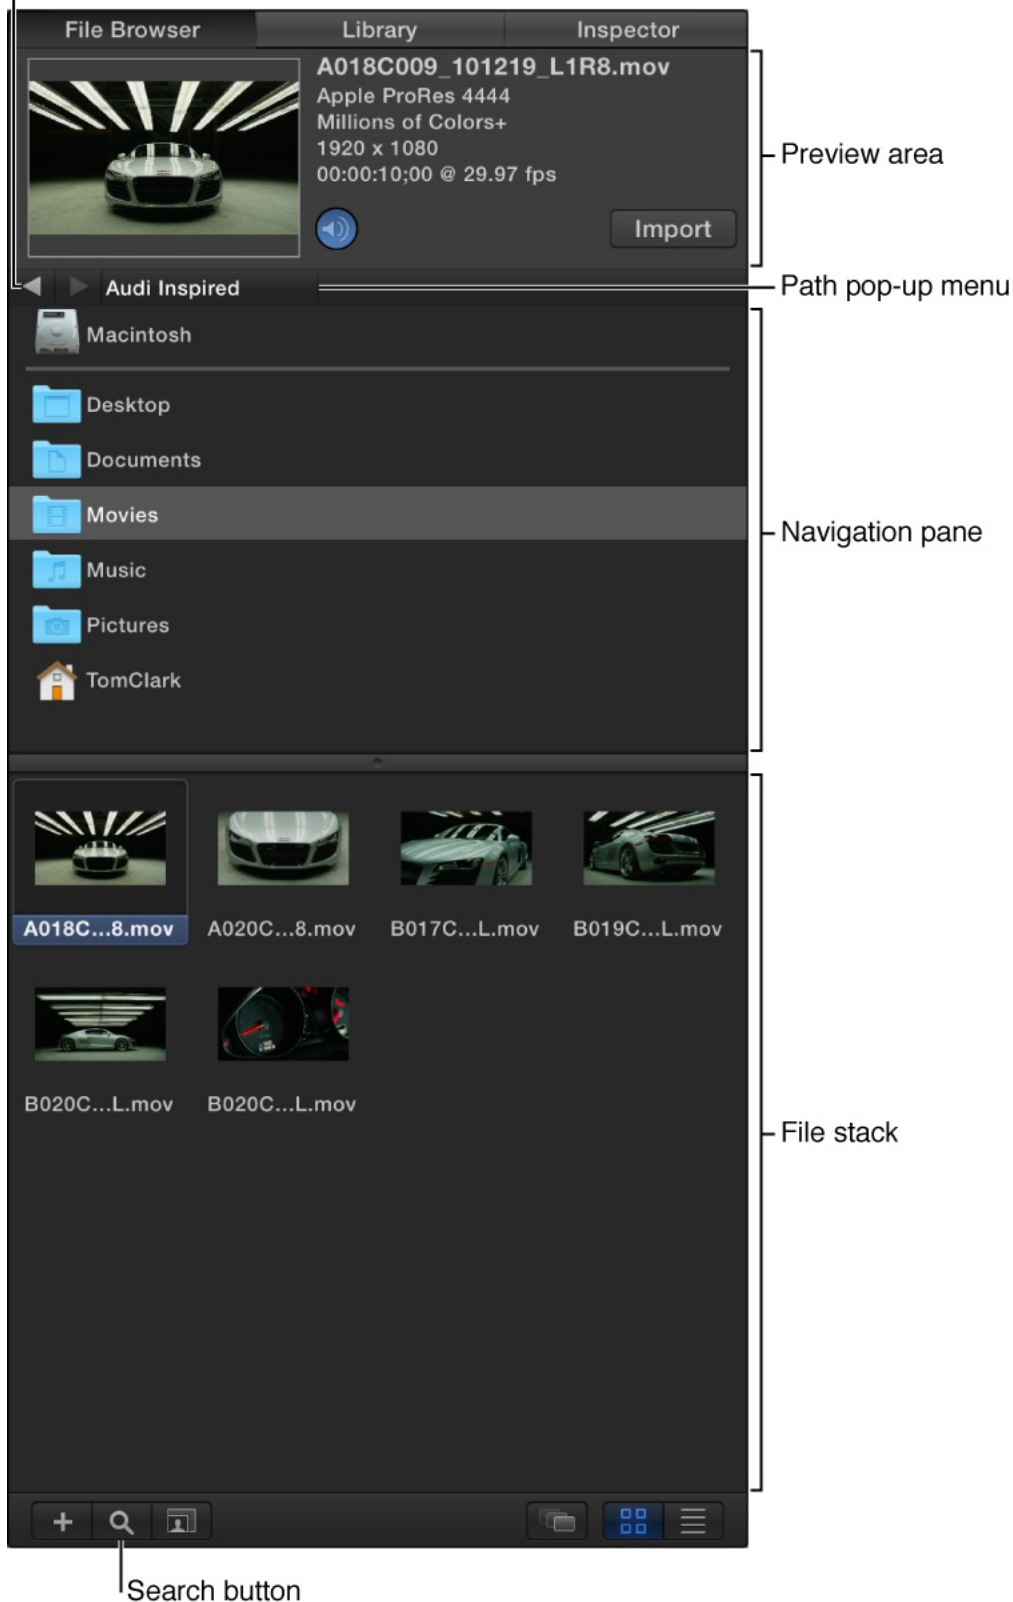 File Browser
Library
Inspector
A018C009_101219_L1R8.mov
Apple ProRes 4444
Millions of Colors+
1920 x 1080
00:00:10;00 @ 29.97 fps
Import
Preview area
Audi Inspired
Path pop-up menu
Macintosh
Desktop
Documents
Movies
Music
Pictures
TomClark
Navigation pane
A018C...8.mov
A020C...8.mov
B017C...L.mov
B019C...L.mov
B020C...L.mov
B020C...L.mov
File stack
Search button